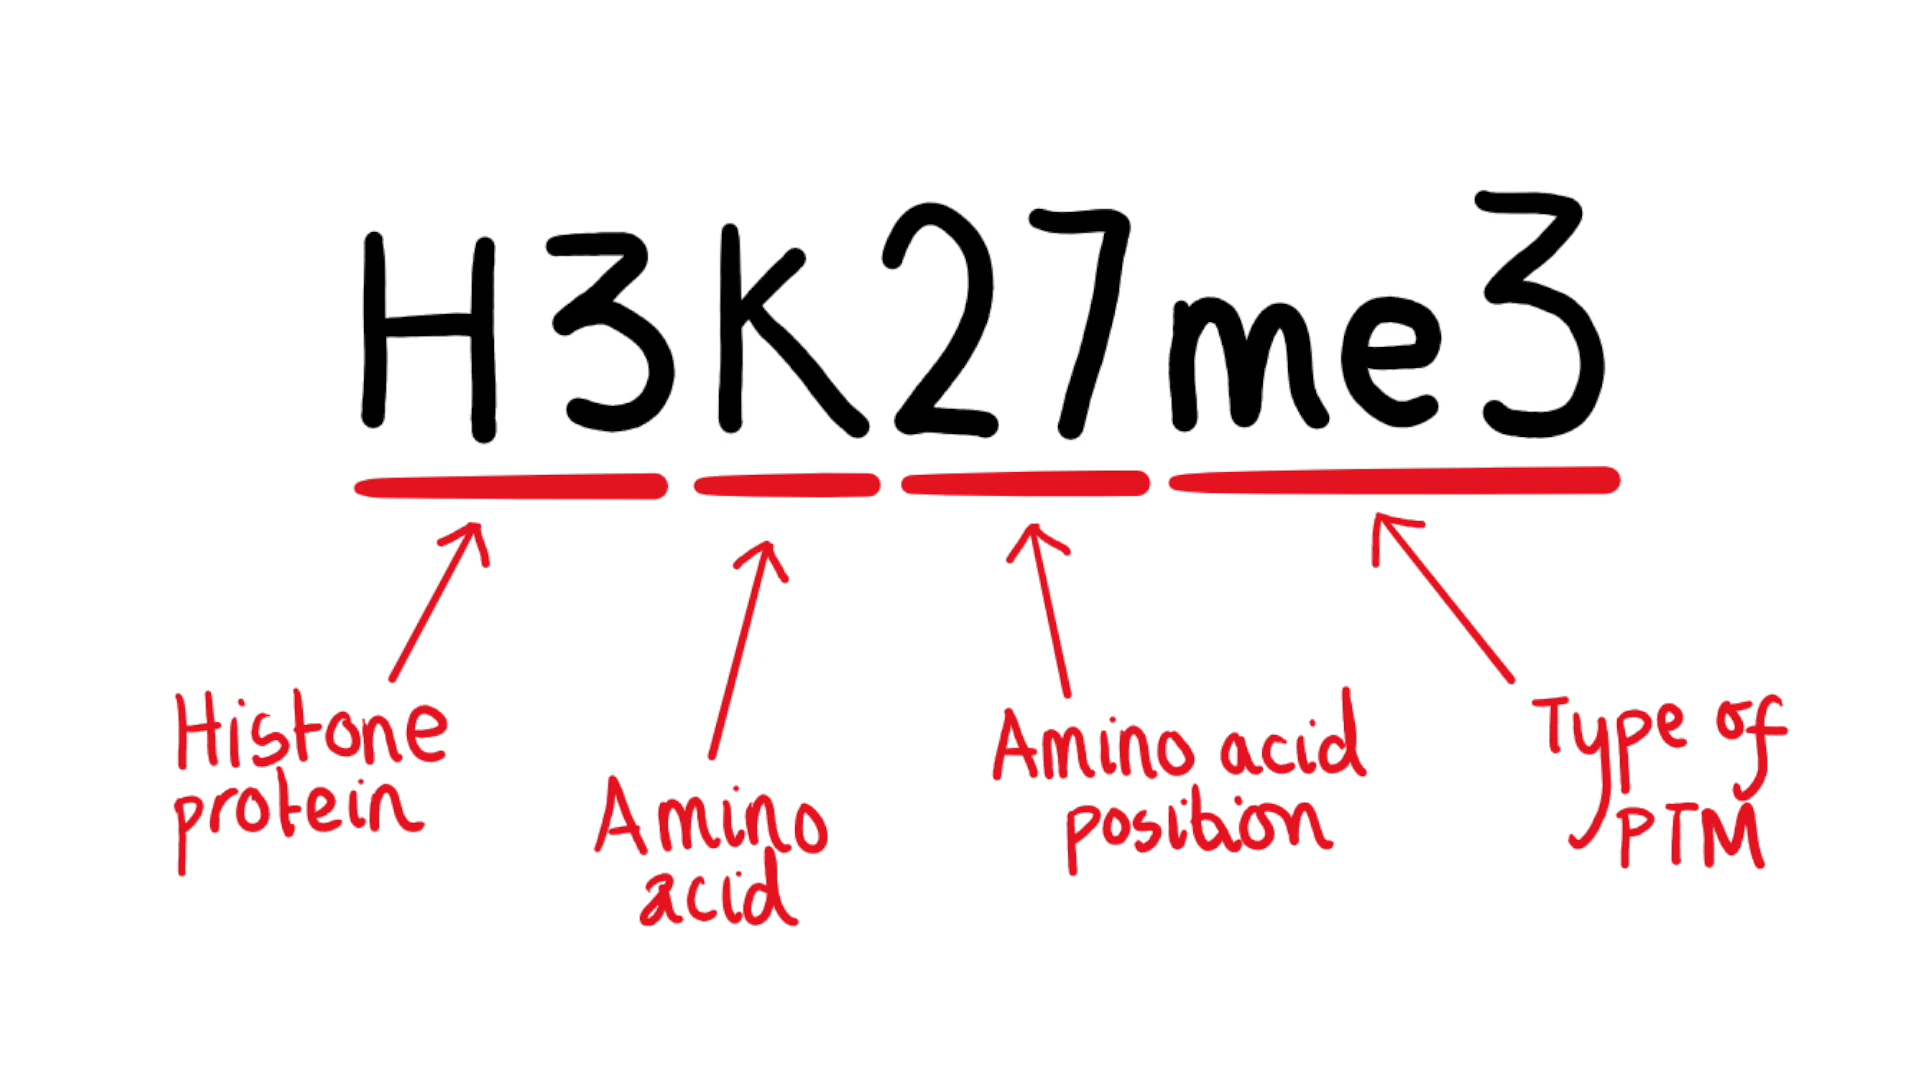 H3K27me3
Histone
protein
Amino
acid
Amino acid
position
Type of
PTM